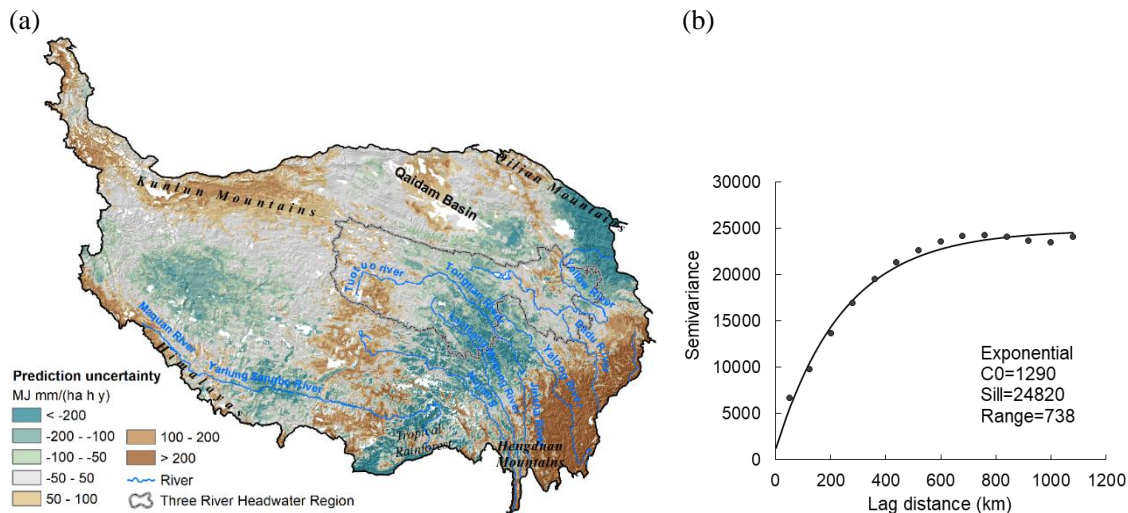 (a)
(b)
Kunlun Mountains
Qaidam Basin
Qilian Mountains
Tuotuo river
Tongtian River
Yellow River
Dadu River
Yalong River
Maquan River
Yarlung Zangbo River
Himalayas
Tropical
Rainforest
Hengduan
Mountains
Prediction uncertainty
MJ mm/(ha h y)
< -200
-200 - -100
-100 - -50
-50 - 50
50 - 100
100 - 200
> 200
River
Three River Headwater Region
Semivariance
30000
25000
20000
15000
10000
5000
0
0 200 400 600 800 1000 1200
Lag distance (km)
Exponential
C0=1290
Sill=24820
Range=738